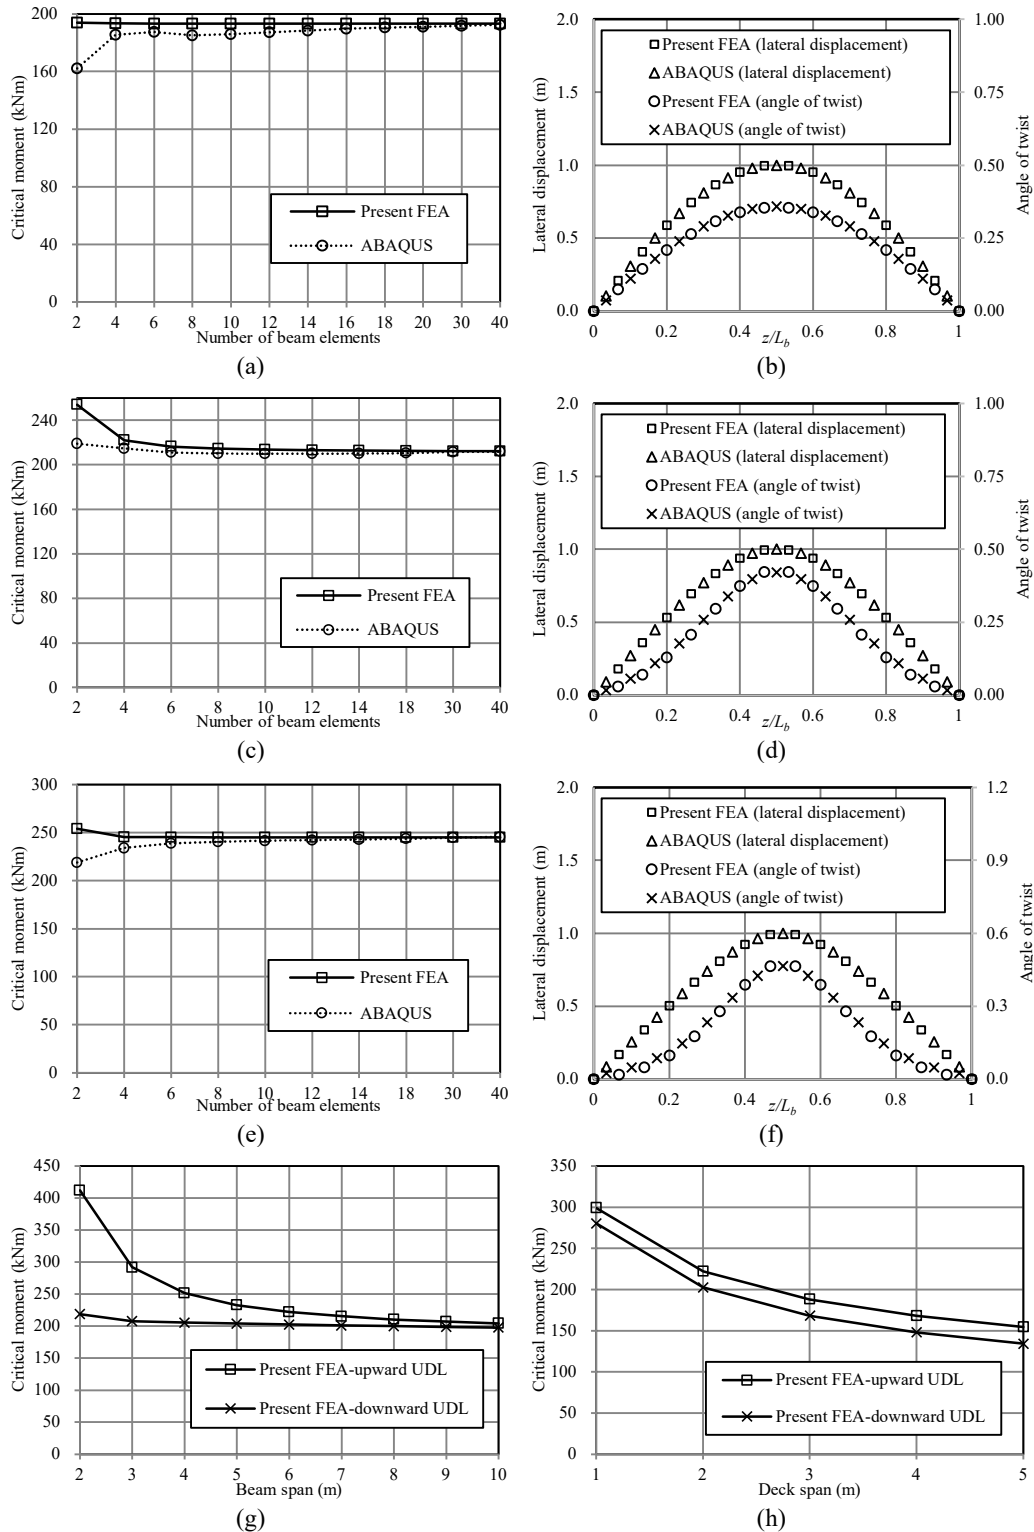 200
160
120
80
40
0
Critical moment (kNm)
Present FEA
ABAQUS
2 4 6 8 10 12 14 16 18 20 30 40
Number of beam elements
(a)
2.0
1.5
1.0
0.5
0.0
Lateral displacement (m)
Present FEA (lateral displacement)
ABAQUS (lateral displacement)
Present FEA (angle of twist)
ABAQUS (angle of twist)
1.00
0.75
0.50
0.25
0.00
Angle of twist
0 0.2 0.4 0.6 0.8 1
z/Lb
(b)
240
200
160
120
80
40
0
Critical moment (kNm)
Present FEA
ABAQUS
2 4 6 8 10 12 14 18 30 40
Number of beam elements
(c)
2.0
1.5
1.0
0.5
0.0
Lateral displacement (m)
Present FEA (lateral displacement)
ABAQUS (lateral displacement)
Present FEA (angle of twist)
ABAQUS (angle of twist)
1.00
0.75
0.50
0.25
0.00
Angle of twist
0 0.2 0.4 0.6 0.8 1
z/Lb
(d)
300
250
200
150
100
50
0
Critical moment (kNm)
Present FEA
ABAQUS
2 4 6 8 10 12 14 18 30 40
Number of beam elements
(e)
2.0
1.5
1.0
0.5
0.0
Lateral displacement (m)
Present FEA (lateral displacement)
ABAQUS (lateral displacement)
Present FEA (angle of twist)
ABAQUS (angle of twist)
1.2
0.9
0.6
0.3
0.0
Angle of twist
0 0.2 0.4 0.6 0.8 1
z/Lb
(f)
450
400
350
300
250
200
150
100
50
0
Critical moment (kNm)
Present FEA-upward UDL
Present FEA-downward UDL
2 3 4 5 6 7 8 9 10
Beam span (m)
(g)
350
300
250
200
150
100
50
0
Critical moment (kNm)
Present FEA-upward UDL
Present FEA-downward UDL
1 2 3 4 5
Deck span (m)
(h)